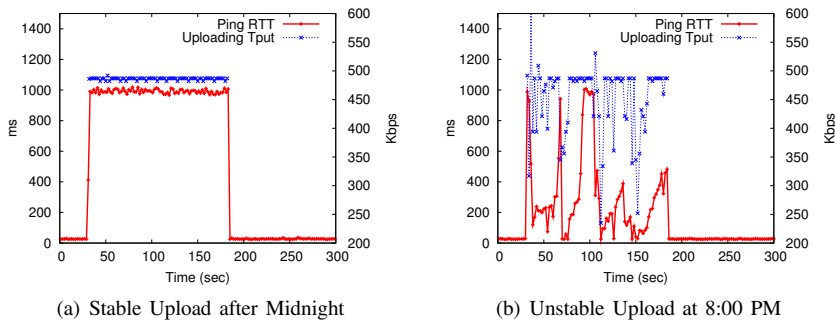 1400
1200
1000
800
600
400
200
0
ms
Ping RTT
Uploading Tput
600
550
500
450
400
350
300
250
200
Kbps
0 50 100 150 200 250 300
Time (sec)
(a) Stable Upload after Midnight
1400
1200
1000
800
600
400
200
0
ms
Ping RTT
Uploading Tput
600
550
500
450
400
350
300
250
200
Kbps
0 50 100 150 200 250 300
Time (sec)
(b) Unstable Upload at 8:00 PM